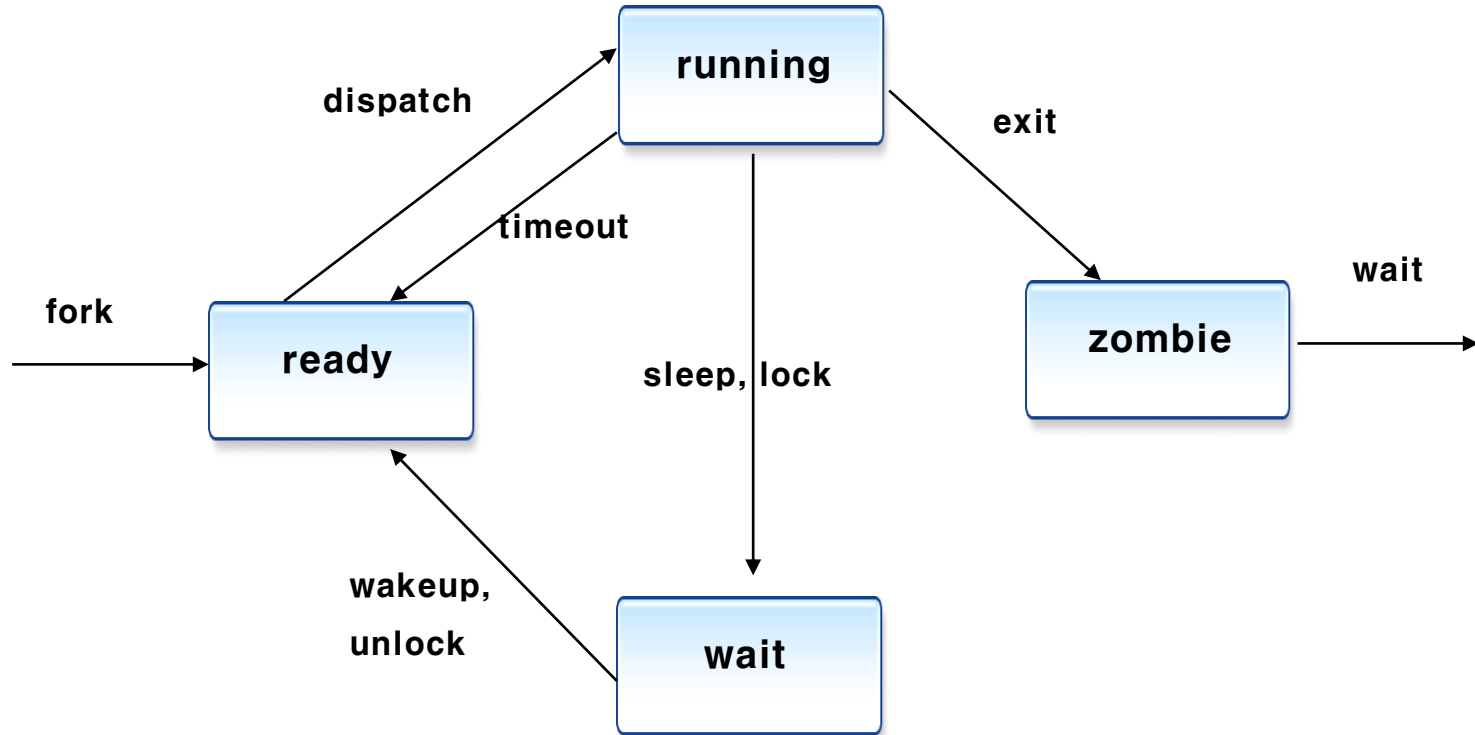 running
dispatch
exit
timeout
wait
fork
zombie
ready
sleep, lock
wakeup,
unlock
wait